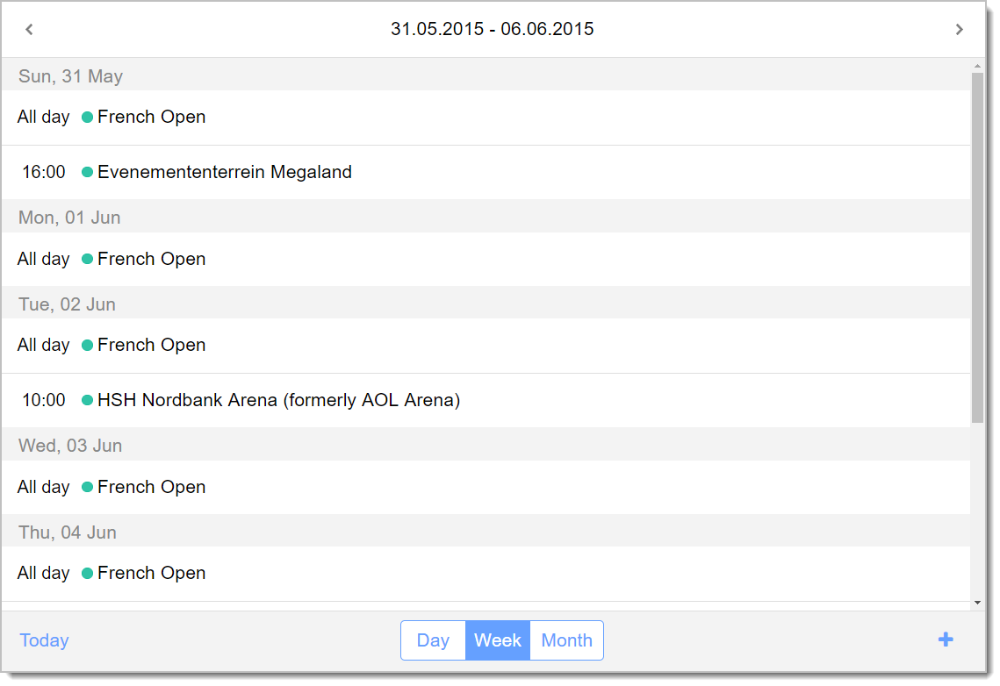 31.05.2015 - 06.06.2015
Sun, 31 May
All day French Open
16:00 Evenemententerrein Megaland
Mon, 01 Jun
All day French Open
Tue, 02 Jun
All day French Open
10:00 HSH Nordbank Arena (formerly AOL Arena)
Wed, 03 Jun
All day French Open
Thu, 04 Jun
All day French Open
Today Day Week Month +